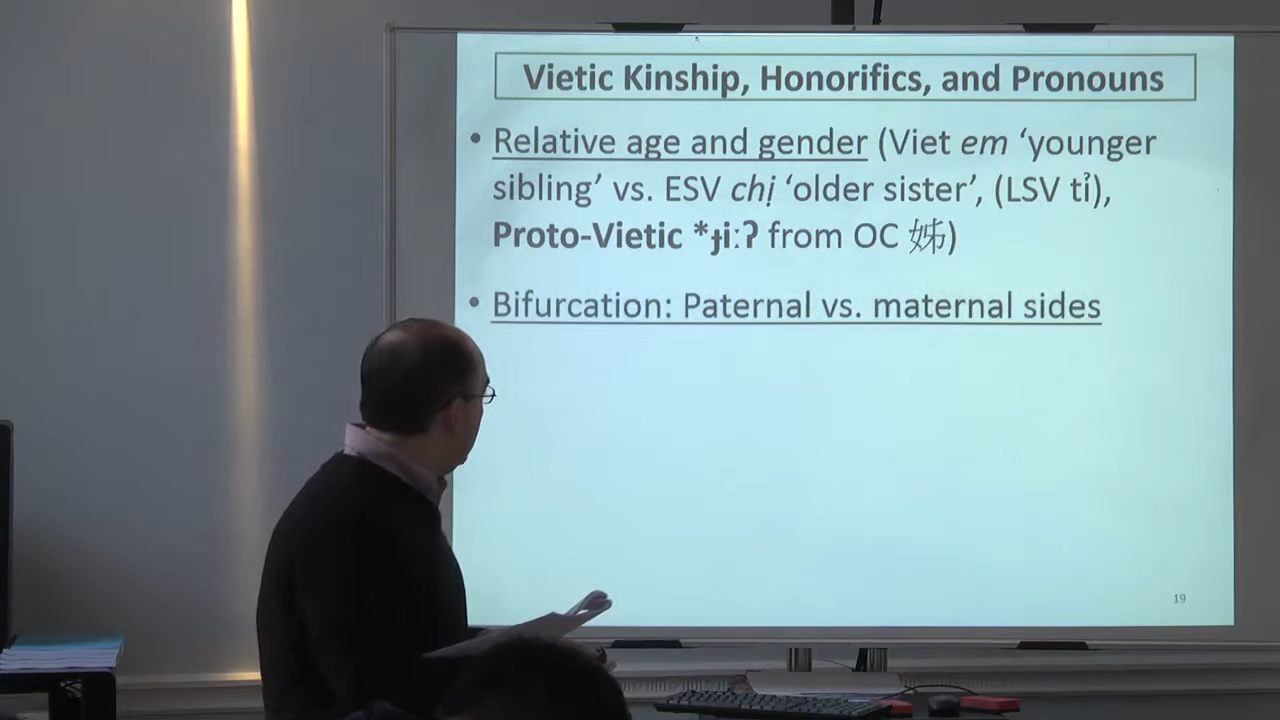 Vietic Kinship, Honorifics, and Pronouns
• Relative age and gender (Viet em ‘younger
sibling’ vs. ESV chị ‘older sister’, (LSV tỉ),
Proto-Vietic *ɟiːʔ from OC 姊)
• Bifurcation: Paternal vs. maternal sides
19